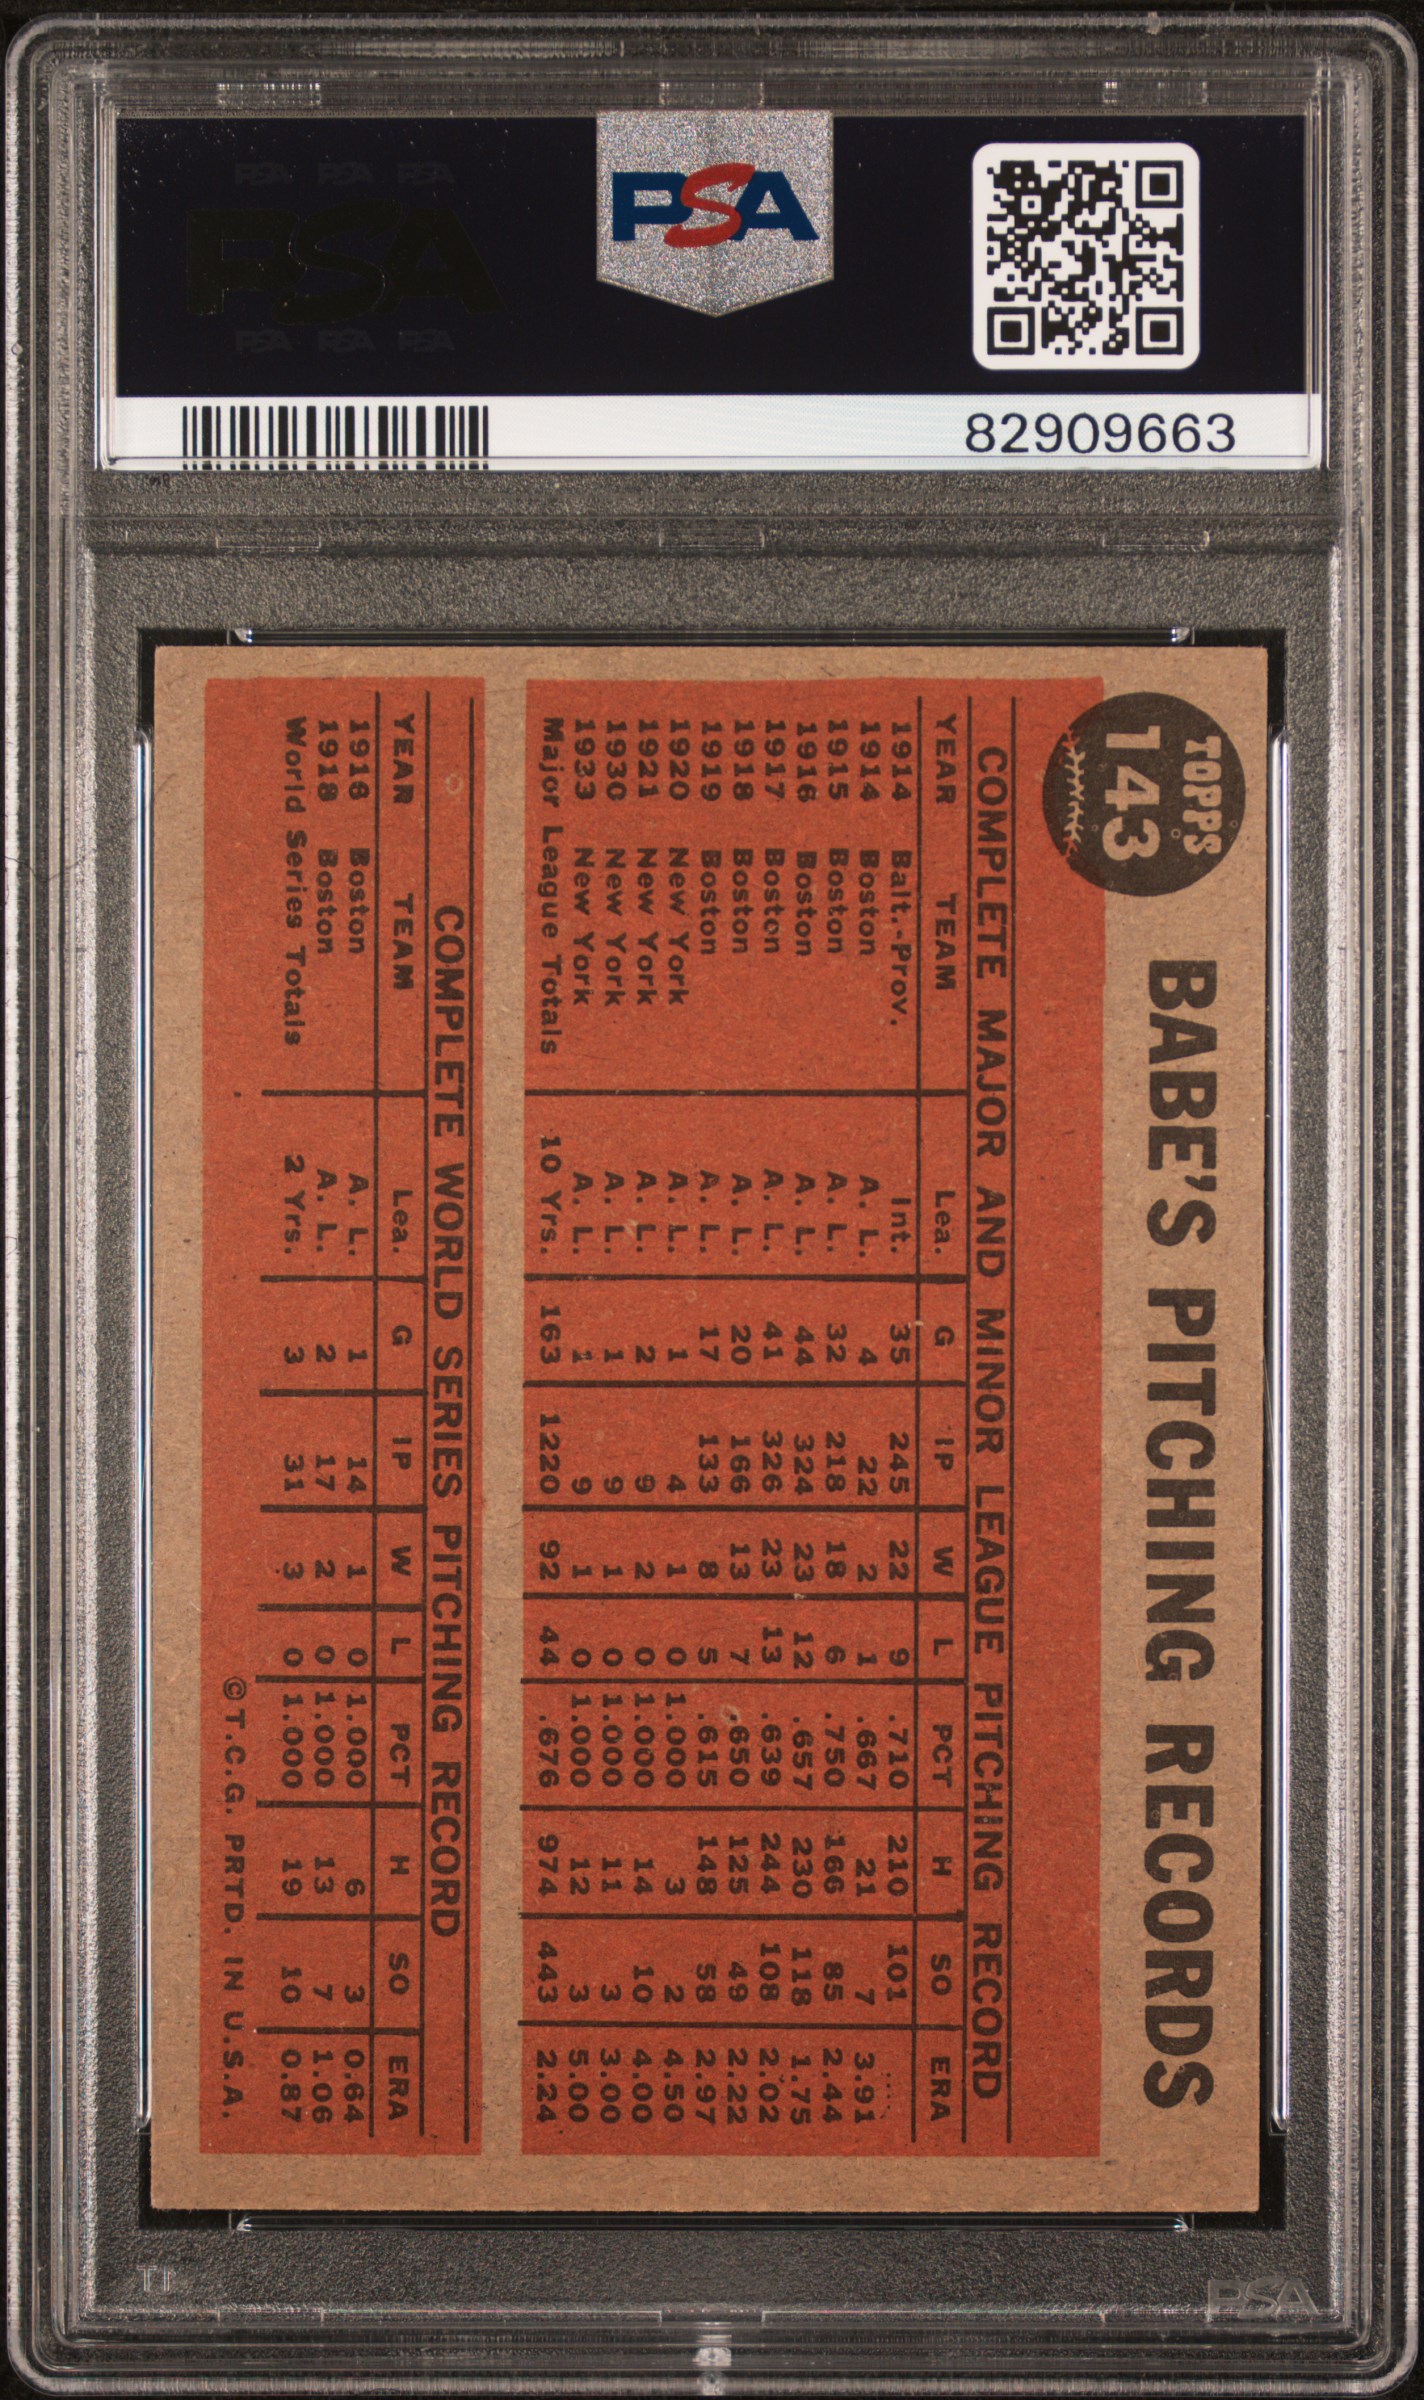 PSA PSA PSA
PSA
PSA PSA PSA
PSA
82909663
TOPPS
143
BABE'S PITCHING RECORDS
COMPLETE MAJOR AND MINOR LEAGUE PITCHING RECORD
YEAR TEAM Lea. G IP W L PCT H SO ERA
1914 Balt.-Prov. Int. 35 245 22 9 .710 210 101 ....
1914 Boston A. L. 4 22 2 1 .667 21 7 3.91
1915 Boston A. L. 32 218 18 6 .750 166 85 2.44
1916 Boston A. L. 44 324 23 12 .657 230 118 1.75
1917 Boston A. L. 41 326 23 13 .639 244 108 2.02
1918 Boston A. L. 20 166 13 7 .650 125 49 2.22
1919 Boston A. L. 17 133 8 5 .615 148 58 2.97
1920 New York A. L. 1 4 1 0 1.000 3 2 4.50
1921 New York A. L. 2 9 2 0 1.000 14 10 4.00
1930 New York A. L. 1 9 1 0 1.000 11 3 3.00
1933 New York A. L. 1 9 1 0 1.000 12 3 5.00
Major League Totals 10 Yrs. 163 1220 92 44 .676 974 443 2.24
COMPLETE WORLD SERIES PITCHING RECORD
YEAR TEAM Lea. G IP W L PCT H SO ERA
1916 Boston A. L. 1 14 1 0 1.000 6 3 0.64
1918 Boston A. L. 2 17 2 0 1.000 13 7 1.06
World Series Totals 2 Yrs. 3 31 3 0 1.000 19 10 0.87
© T.C.G. PRTD. IN U.S.A.
PSA